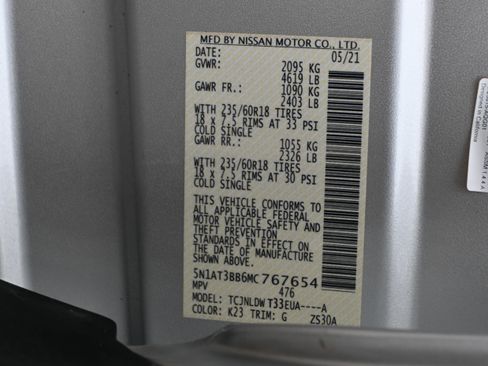 MFD BY NISSAN MOTOR CO., LTD.
DATE: 05/21
GVWR: 2095 KG
4619 LB
GAWR FR.: 1090 KG
2403 LB
WITH 235/60R18 TIRES
18 x 7.5 RIMS AT 33 PSI
COLD SINGLE
GAWR RR.: 1055 KG
2326 LB
WITH 235/60R18 TIRES
18 x 7.5 RIMS AT 30 PSI
COLD SINGLE
THIS VEHICLE CONFORMS TO
ALL APPLICABLE FEDERAL
MOTOR VEHICLE SAFETY AND
THEFT PREVENTION
STANDARDS IN EFFECT ON
THE DATE OF MANUFACTURE
SHOWN ABOVE.
5N1AT3BB6MC767654
MPV 476
MODEL: TCJNLDWT33EUA----A
COLOR: K23 TRIM: G ZS30A
Designed in California